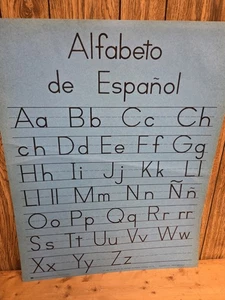 Alfabeto
de Español
Aa Bb Cc Ch
ch Dd Ee Ff Gg
Hh Ii Jj Kk Ll
Ll ll Mm Nn Ññ
Oo Pp Qq Rr rr
Ss Tt Uu Vv Ww
Xx Yy Zz